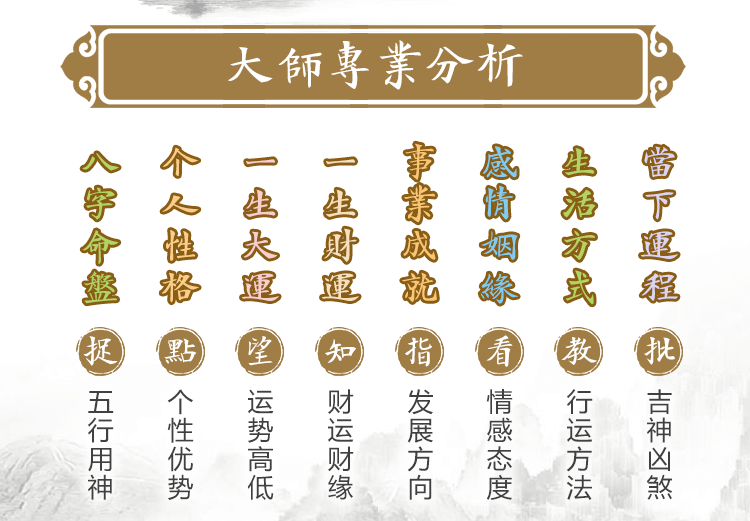 大師專業分析
八字命盤
捉
五行用神
个人性格
點
个性优势
一生大運
望
运势高低
一生財運
知
财运财缘
事業成就
指
发展方向
感情姻緣
看
情感态度
生活方式
教
行运方法
當下運程
批
吉神凶煞